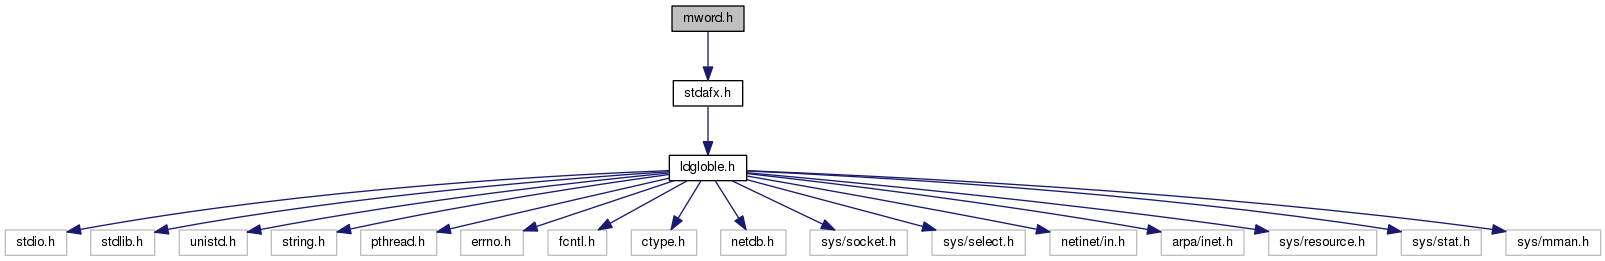 mword.h
stdafx.h
ldgloble.h
stdio.h
stdlib.h
unistd.h
string.h
pthread.h
errno.h
fcntl.h
ctype.h
netdb.h
sys/socket.h
sys/select.h
netinet/in.h
arpa/inet.h
sys/resource.h
sys/stat.h
sys/mman.h